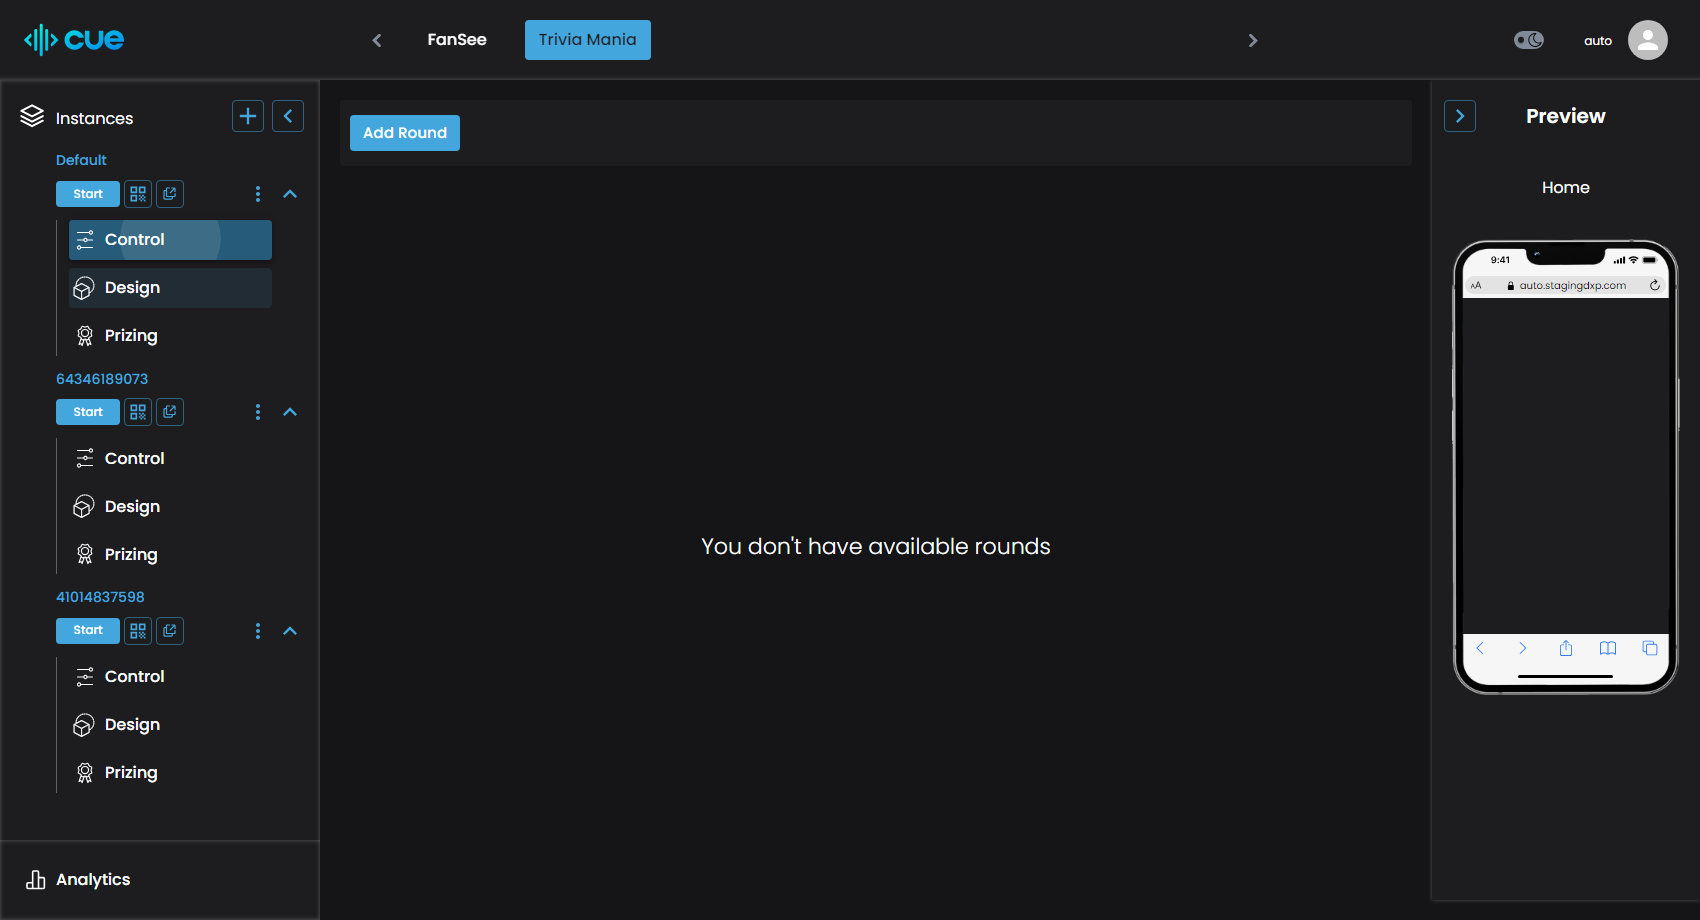 cue
FanSee
Trivia Mania
auto
Instances
Default
Start
Control
Design
Prizing
64346189073
Start
Control
Design
Prizing
41014837598
Start
Control
Design
Prizing
Analytics
Add Round
You don't have available rounds
Preview
Home
9:41
AA auto.stagingdxp.com